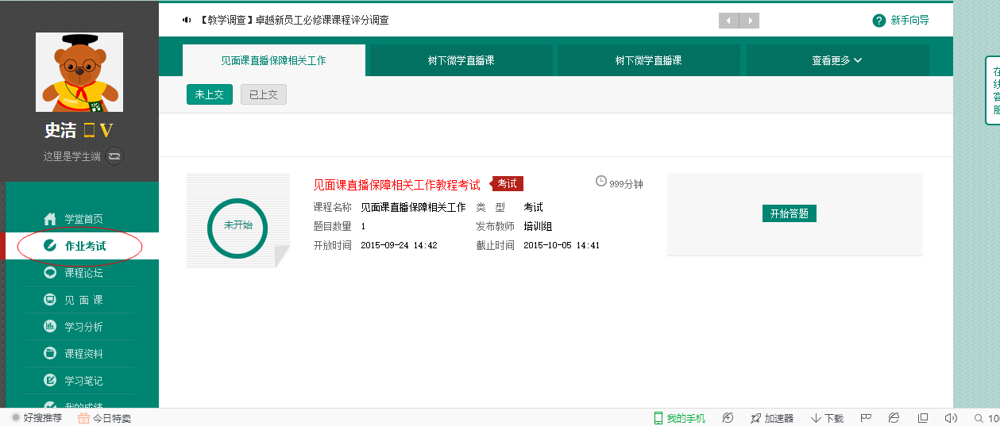 【教学调查】卓越新员工必修课课程评分调查
新手向导
史洁 V
这里是学生端
见面课直播保障相关工作
树下微学直播课
树下微学直播课
查看更多
未上交
已上交
学堂首页
作业考试
课程论坛
见 面 课
学习分析
课程资料
学习笔记
我的成绩
未开始
见面课直播保障相关工作教程考试 考试
999分钟
课程名称 见面课直播保障相关工作 类 型 考试
题目数量 1 发布教师 培训组
开放时间 2015-09-24 14:42 截止时间 2015-10-05 14:41
开始答题
在线客服
好搜推荐
今日特卖
我的手机
加速器
下载